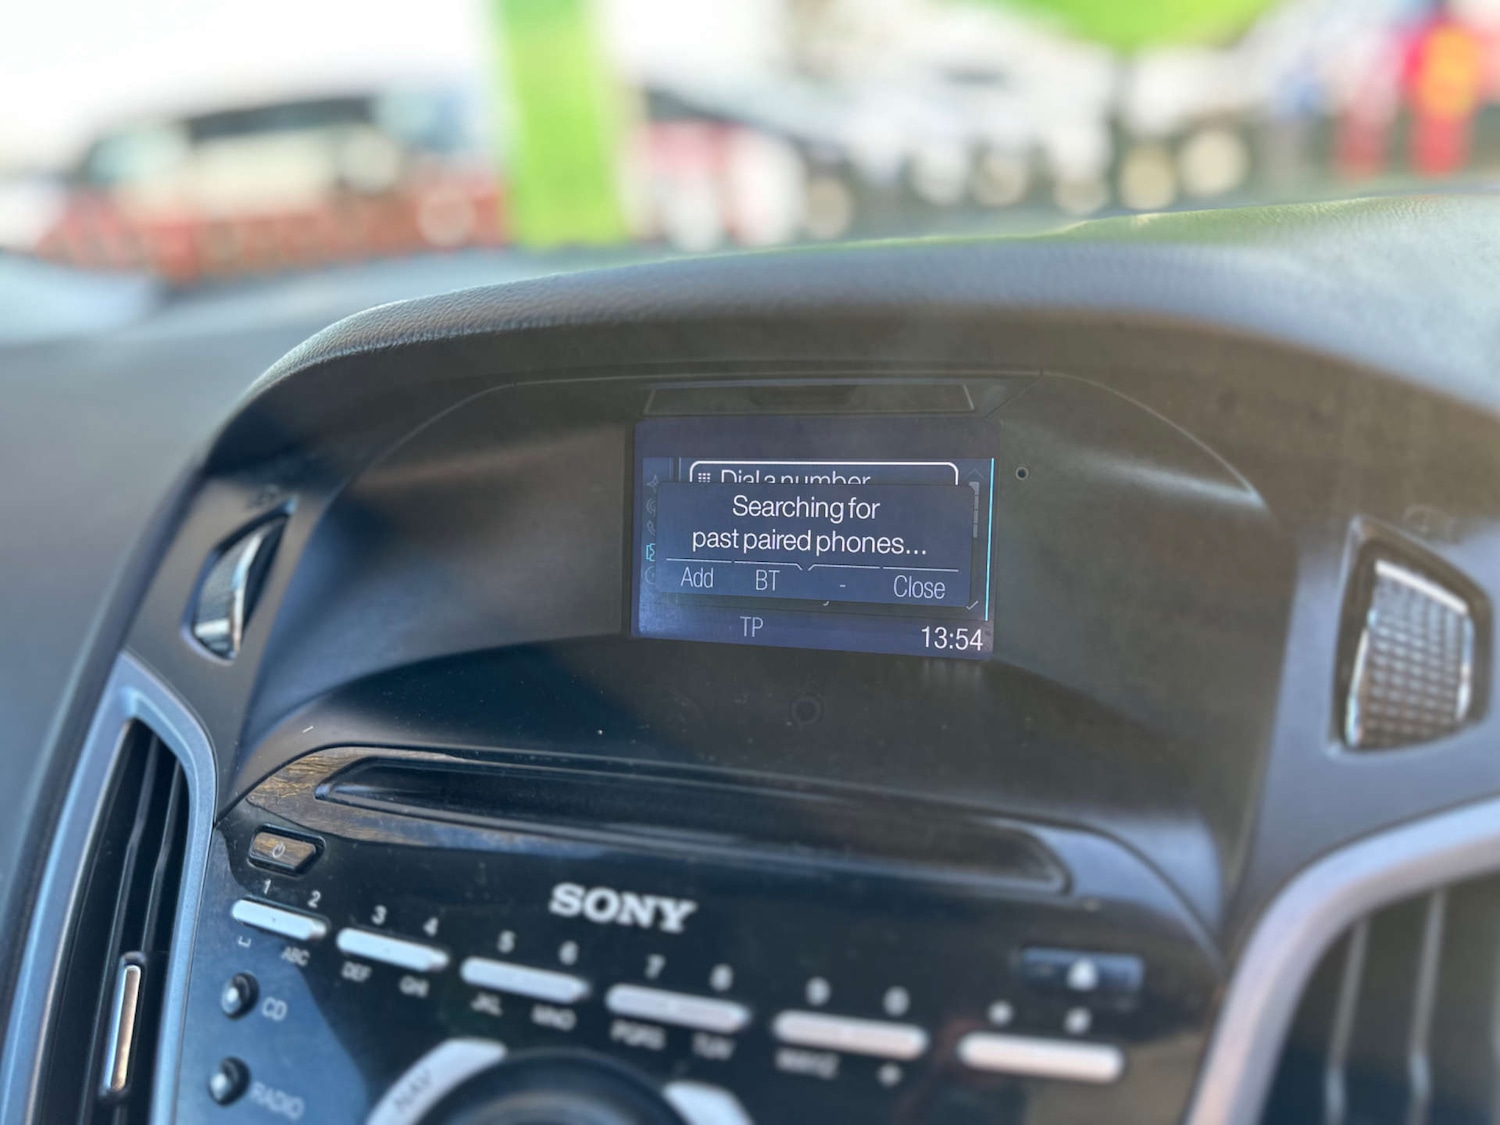 Dial a number
Searching for
past paired phones...
Add BT - Close
TP
13:54
SONY
1 2 3 4 5 6 7 8 9 0 * #
ABC DEF GHI JKL MNO PQRS TUV WXYZ +
CD
RADIO
NAV